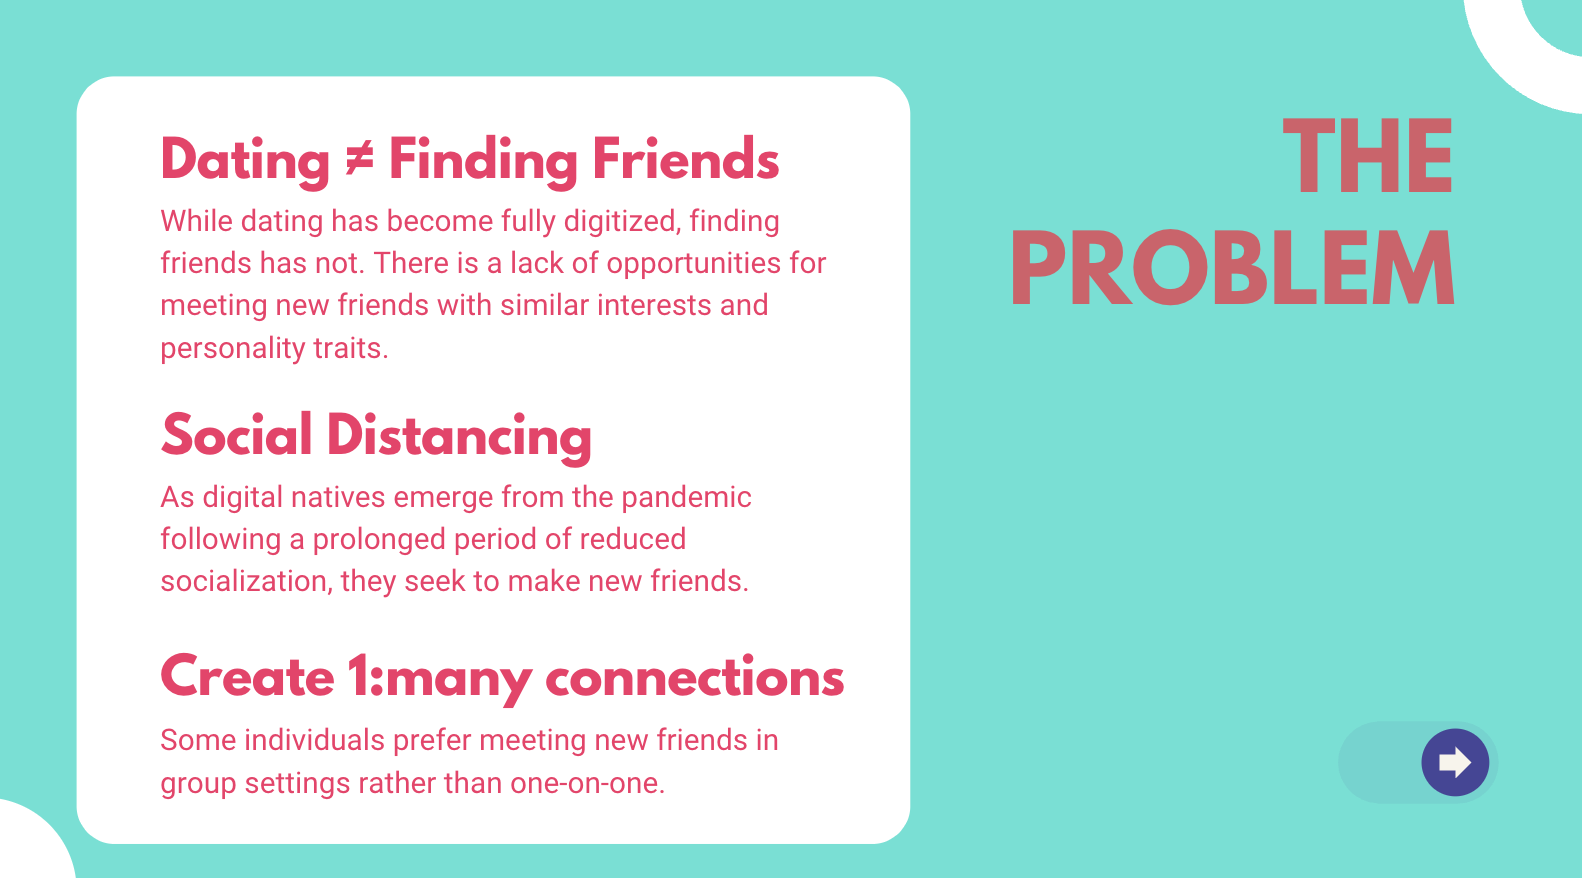 Dating ≠ Finding Friends
While dating has become fully digitized, finding
friends has not. There is a lack of opportunities for
meeting new friends with similar interests and
personality traits.
Social Distancing
As digital natives emerge from the pandemic
following a prolonged period of reduced
socialization, they seek to make new friends.
Create 1:many connections
Some individuals prefer meeting new friends in
group settings rather than one-on-one.
THE
PROBLEM